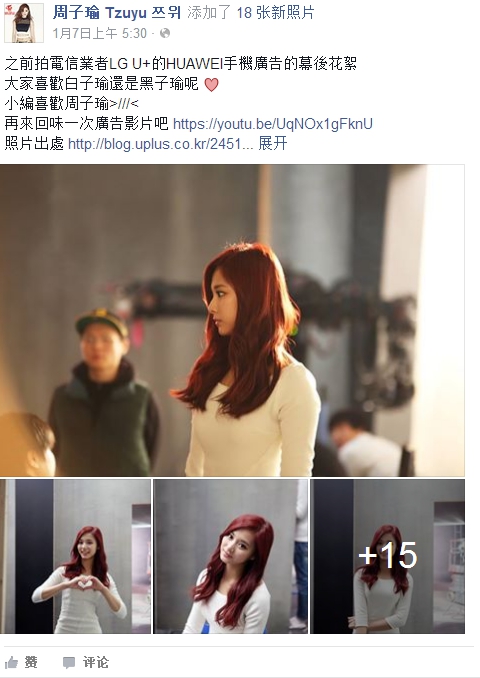 周子瑜 Tzuyu 쯔위 添加了 18 张新照片
1月7日上午 5:30 ·
之前拍電信業者LG U+的HUAWEI手機廣告的幕後花絮
大家喜歡白子瑜還是黑子瑜呢
小編喜歡周子瑜>///<
再來回味一次廣告影片吧 https://youtu.be/UqNOx1gFknU
照片出處 http://blog.uplus.co.kr/2451... 展开
+15
赞 评论